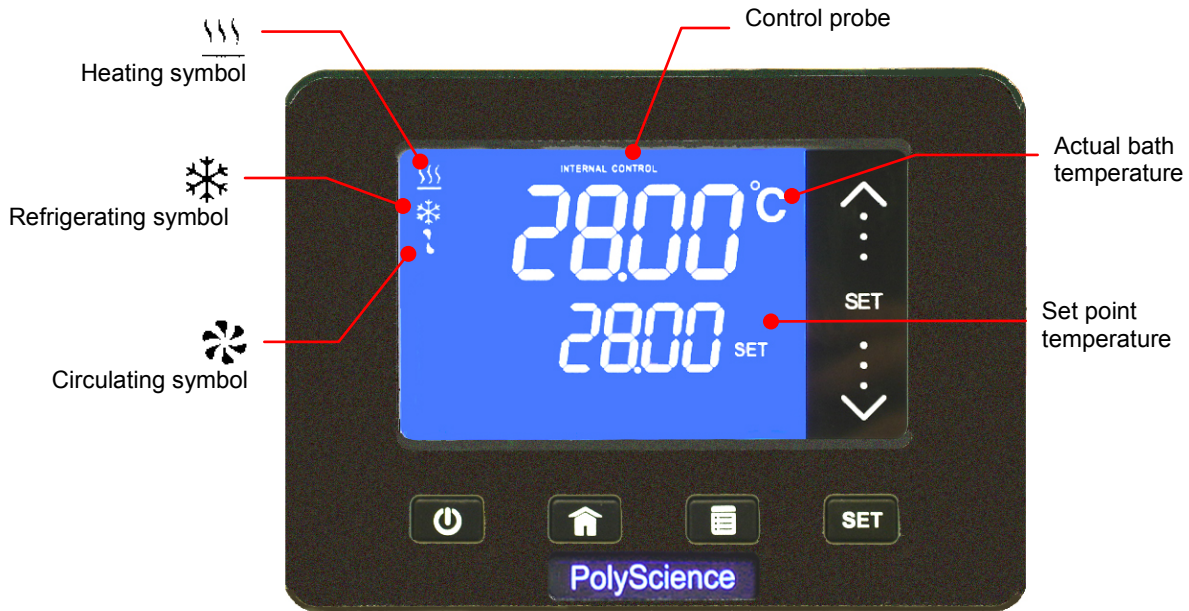 Control probe
Heating symbol
Actual bath
temperature
INTERNAL CONTROL
28.00 °C
Refrigerating symbol
SET
Set point
temperature
28.00 SET
Circulating symbol
SET
PolyScience